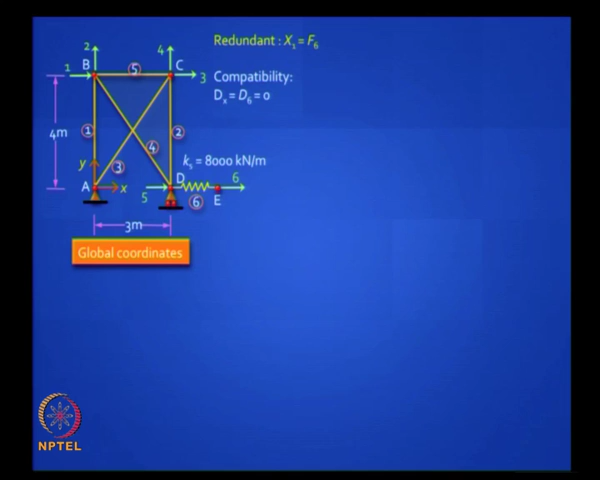 Redundant : X₁ = F₆
2
4
B
5
C
1
3
Compatibility:
Dₓ = D₆ = 0
4m
1
2
4
kₛ = 8000 kN/m
y
3
D
6
A
x
5
6
E
3m
Global coordinates
NPTEL